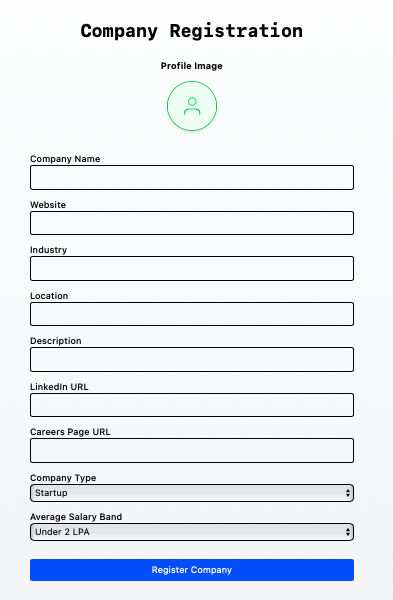 Company Registration
Profile Image
Company Name
Website
Industry
Location
Description
LinkedIn URL
Careers Page URL
Company Type
Startup
Average Salary Band
Under 2 LPA
Register Company